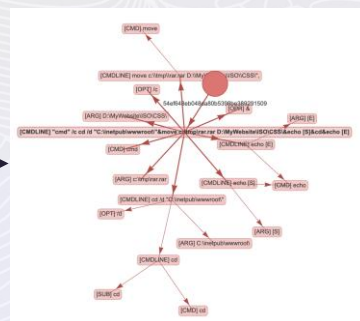 [CMD] move
[CMDLINE] move c:\tmp\rar.rar D:\MyWebsite\ISO\CSS\".
[OPT] /c
[OPR] &
[ARG] D:\MyWebsite\ISO\CSS\".
[ARG] [E]
[CMDLINE] "cmd" /c cd /d "C:\inetpub\wwwroot\"&move c:\tmp\rar.rar D:\MyWebsite\ISO\CSS\&echo [S]&cd&echo [E]
[CMD] cmd
[CMDLINE] echo [E]
[ARG] c:\tmp\rar.rar
[CMDLINE] echo [S]
[CMD] echo
[CMDLINE] cd /d "C:\inetpub\wwwroot\"
[OPT] /d
[ARG] [S]
[ARG] C:\inetpub\wwwroot\
[CMDLINE] cd
[SUB] cd
[CMD] cd